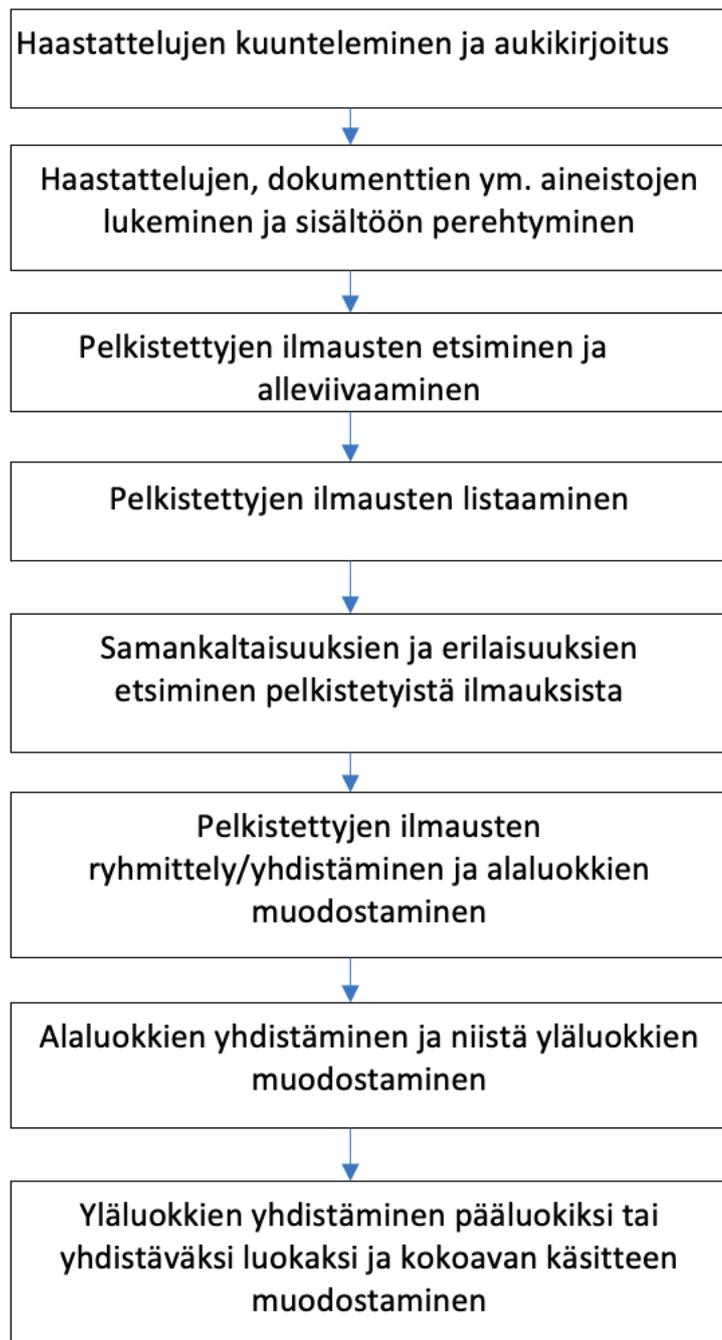 Haastattelujen kuunteleminen ja aukikirjoitus
Haastattelujen, dokumenttien ym. aineistojen
lukeminen ja sisältöön perehtyminen
Pelkistettyjen ilmausten etsiminen ja
alleviivaaminen
Pelkistettyjen ilmausten listaaminen
Samankaltaisuuksien ja erilaisuuksien
etsiminen pelkistetyistä ilmauksista
Pelkistettyjen ilmausten
ryhmittely/yhdistäminen ja alaluokkien
muodostaminen
Alaluokkien yhdistäminen ja niistä yläluokkien
muodostaminen
Yläluokkien yhdistäminen pääluokiksi tai
yhdistäväksi luokaksi ja kokoavan käsitteen
muodostaminen